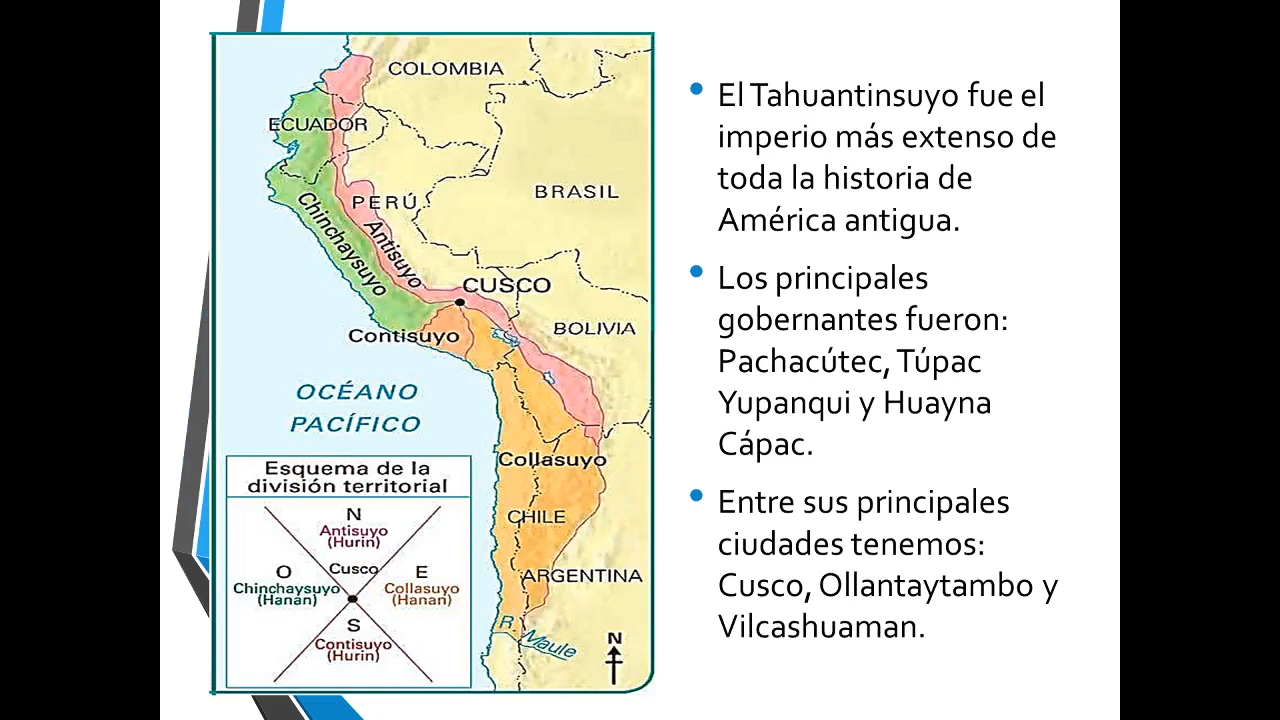 COLOMBIA
ECUADOR
PERÚ
BRASIL
Chinchaysuyo
Antisuyo
CUSCO
BOLIVIA
Contisuyo
OCÉANO
PACÍFICO
Collasuyo
CHILE
ARGENTINA
R. Maule
N
Esquema de la
división territorial
N
Antisuyo
(Hurin)
Cusco
O
Chinchaysuyo
(Hanan)
E
Collasuyo
(Hanan)
S
Contisuyo
(Hurin)
• El Tahuantinsuyo fue el
imperio más extenso de
toda la historia de
América antigua.
• Los principales
gobernantes fueron:
Pachacútec, Túpac
Yupanqui y Huayna
Cápac.
• Entre sus principales
ciudades tenemos:
Cusco, Ollantaytambo y
Vilcashuaman.